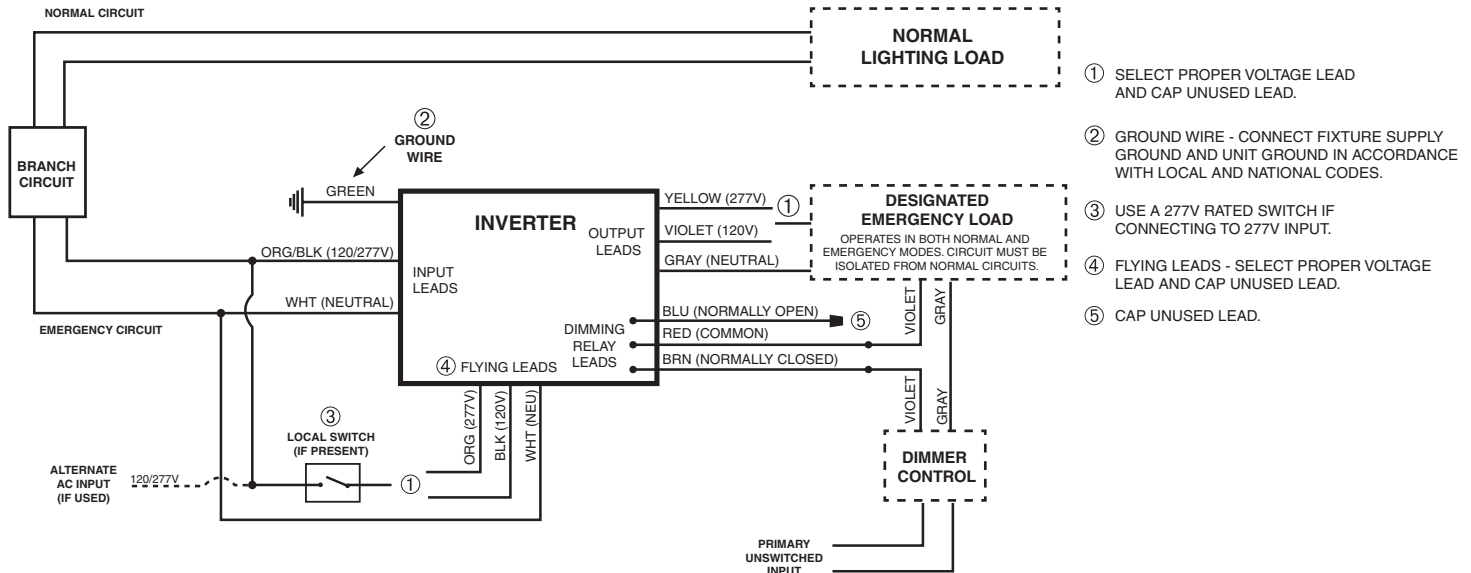 NORMAL CIRCUIT
NORMAL
LIGHTING LOAD
① SELECT PROPER VOLTAGE LEAD
AND CAP UNUSED LEAD.
② GROUND WIRE - CONNECT FIXTURE SUPPLY
GROUND AND UNIT GROUND IN ACCORDANCE
WITH LOCAL AND NATIONAL CODES.
③ USE A 277V RATED SWITCH IF
CONNECTING TO 277V INPUT.
④ FLYING LEADS - SELECT PROPER VOLTAGE
LEAD AND CAP UNUSED LEAD.
⑤ CAP UNUSED LEAD.
BRANCH
CIRCUIT
②
GROUND
WIRE
GREEN
ORG/BLK (120/277V)
WHT (NEUTRAL)
EMERGENCY CIRCUIT
INVERTER
INPUT
LEADS
OUTPUT
LEADS
DIMMING
RELAY
LEADS
④ FLYING LEADS
YELLOW (277V)
①
VIOLET (120V)
GRAY (NEUTRAL)
DESIGNATED
EMERGENCY LOAD
OPERATES IN BOTH NORMAL AND
EMERGENCY MODES. CIRCUIT MUST BE
ISOLATED FROM NORMAL CIRCUITS.
BLU (NORMALLY OPEN)
⑤
RED (COMMON)
BRN (NORMALLY CLOSED)
VIOLET
GRAY
VIOLET
GRAY
ORG (277V)
BLK (120V)
WHT (NEU)
③
LOCAL SWITCH
(IF PRESENT)
①
ALTERNATE
AC INPUT
(IF USED)
120/277V
DIMMER
CONTROL
PRIMARY
UNSWITCHED
INPUT